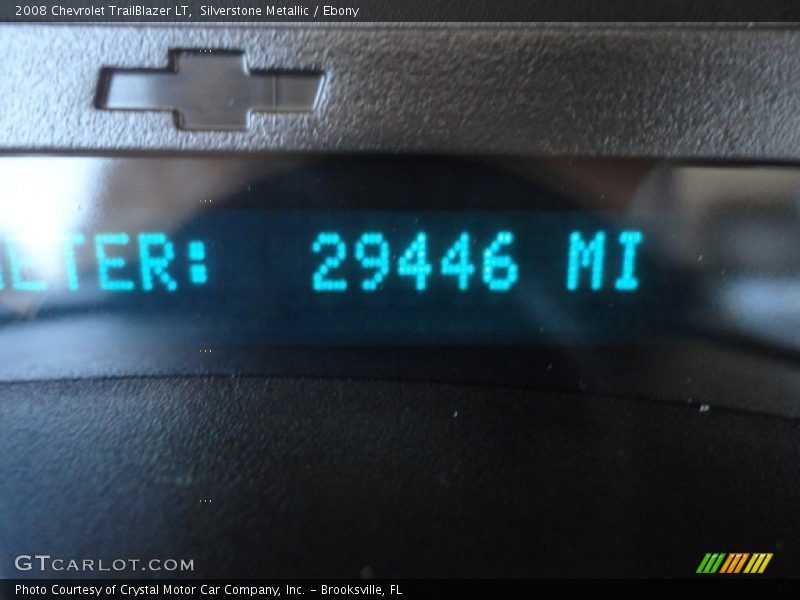 2008 Chevrolet TrailBlazer LT,  Silverstone Metallic / Ebony
29446 MI
GTCARLOT.COM
Photo Courtesy of Crystal Motor Car Company, Inc. – Brooksville, FL